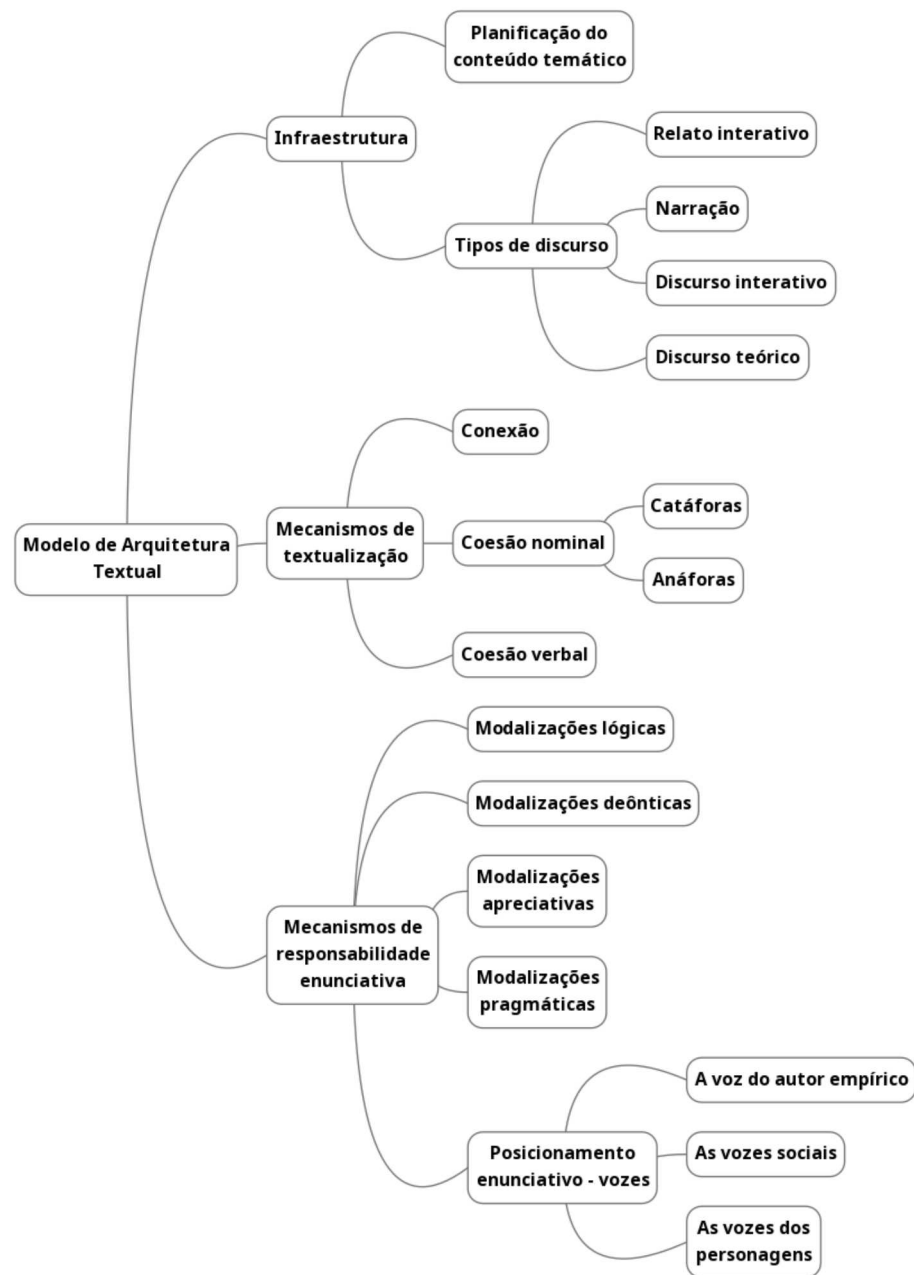 Planificação do
conteúdo temático
Infraestrutura
Relato interativo
Narração
Tipos de discurso
Discurso interativo
Discurso teórico
Conexão
Catáforas
Modelo de Arquitetura
Textual
Mecanismos de
textualização
Coesão nominal
Anáforas
Coesão verbal
Modalizações lógicas
Modalizações deônticas
Modalizações
apreciativas
Mecanismos de
responsabilidade
enunciativa
Modalizações
pragmáticas
A voz do autor empírico
Posicionamento
enunciativo - vozes
As vozes sociais
As vozes dos
personagens